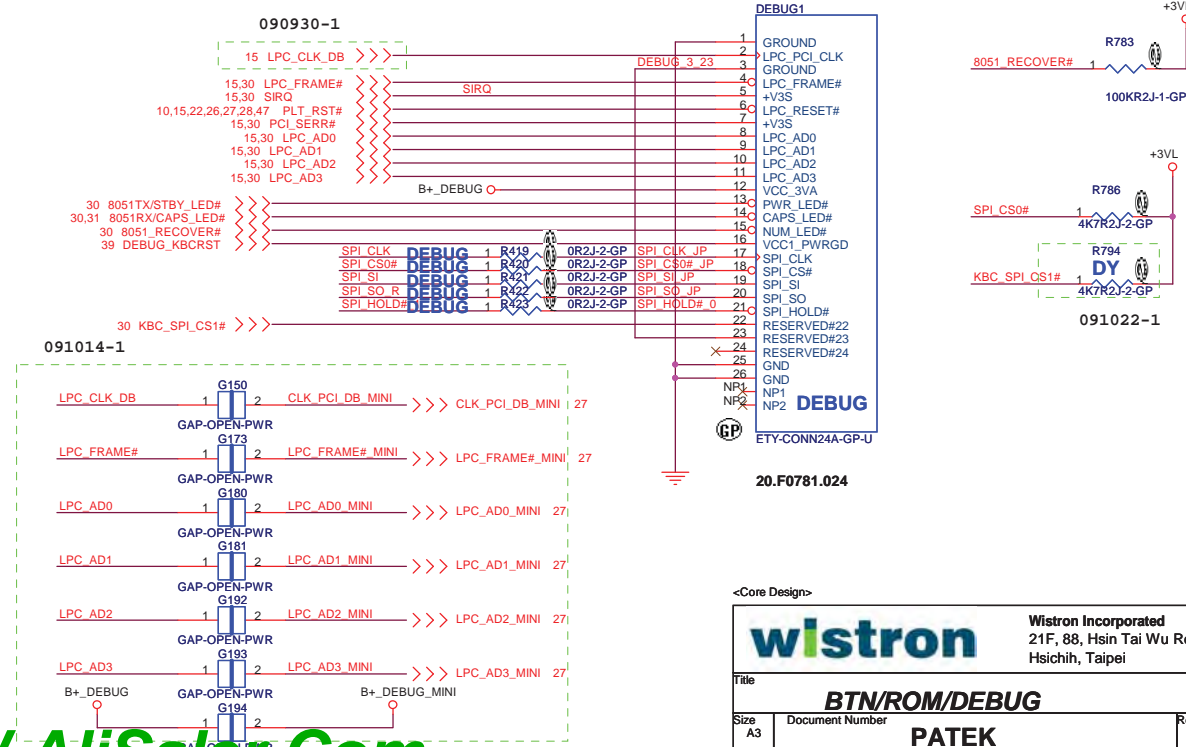 DEBUG1
090930-1
15 LPC_CLK_DB
15,30 LPC_FRAME#
15,30 SIRQ
SIRQ
10,15,22,26,27,28,47 PLT_RST#
15,30 PCI_SERR#
15,30 LPC_AD0
15,30 LPC_AD1
15,30 LPC_AD2
15,30 LPC_AD3
B+_DEBUG
30 8051TX/STBY_LED#
30,31 8051RX/CAPS_LED#
30 8051_RECOVER#
39 DEBUG_KBCRST
SPI_CLK DEBUG 1 R419 0R2J-2-GP SPI_CLK_JP
SPI_CS0# DEBUG 1 R420 0R2J-2-GP SPI_CS0#_JP
SPI_SI DEBUG 1 R421 0R2J-2-GP SPI_SI_JP
SPI_SO_R DEBUG 1 R422 0R2J-2-GP SPI_SO_JP
SPI_HOLD# DEBUG 1 R423 0R2J-2-GP SPI_HOLD#_0
30 KBC_SPI_CS1#
DEBUG_3_23
1 GROUND
2 LPC_PCI_CLK
3 GROUND
4 LPC_FRAME#
5 +V3S
6 LPC_RESET#
7 +V3S
8 LPC_AD0
9 LPC_AD1
10 LPC_AD2
11 LPC_AD3
12 VCC_3VA
13 PWR_LED#
14 CAPS_LED#
15 NUM_LED#
16 VCC1_PWRGD
17 SPI_CLK
18 SPI_CS#
19 SPI_SI
20 SPI_SO
21 SPI_HOLD#
22 RESERVED#22
23 RESERVED#23
24 RESERVED#24
25 GND
26 GND
NP1 NP1
NP2 NP2
DEBUG
GP
ETY-CONN24A-GP-U
20.F0781.024
R783
8051_RECOVER# 1
100KR2J-1-GP
+3VL
R786
SPI_CS0# 1
4K7R2J-2-GP
R794
DY
KBC_SPI_CS1# 1
4K7R2J-2-GP
091022-1
091014-1
G150
LPC_CLK_DB 1 2 CLK_PCI_DB_MINI CLK_PCI_DB_MINI 27
GAP-OPEN-PWR
G173
LPC_FRAME# 1 2 LPC_FRAME#_MINI LPC_FRAME#_MINI 27
GAP-OPEN-PWR
G180
LPC_AD0 1 2 LPC_AD0_MINI LPC_AD0_MINI 27
GAP-OPEN-PWR
G181
LPC_AD1 1 2 LPC_AD1_MINI LPC_AD1_MINI 27
GAP-OPEN-PWR
G192
LPC_AD2 1 2 LPC_AD2_MINI LPC_AD2_MINI 27
GAP-OPEN-PWR
G193
LPC_AD3 1 2 LPC_AD3_MINI LPC_AD3_MINI 27
GAP-OPEN-PWR
B+_DEBUG B+_DEBUG_MINI
G194
1 2
<Core Design>
wistron
Wistron Incorporated
21F, 88, Hsin Tai Wu
Hsichih, Taipei
Title
BTN/ROM/DEBUG
Size
A3
Document Number
PATEK